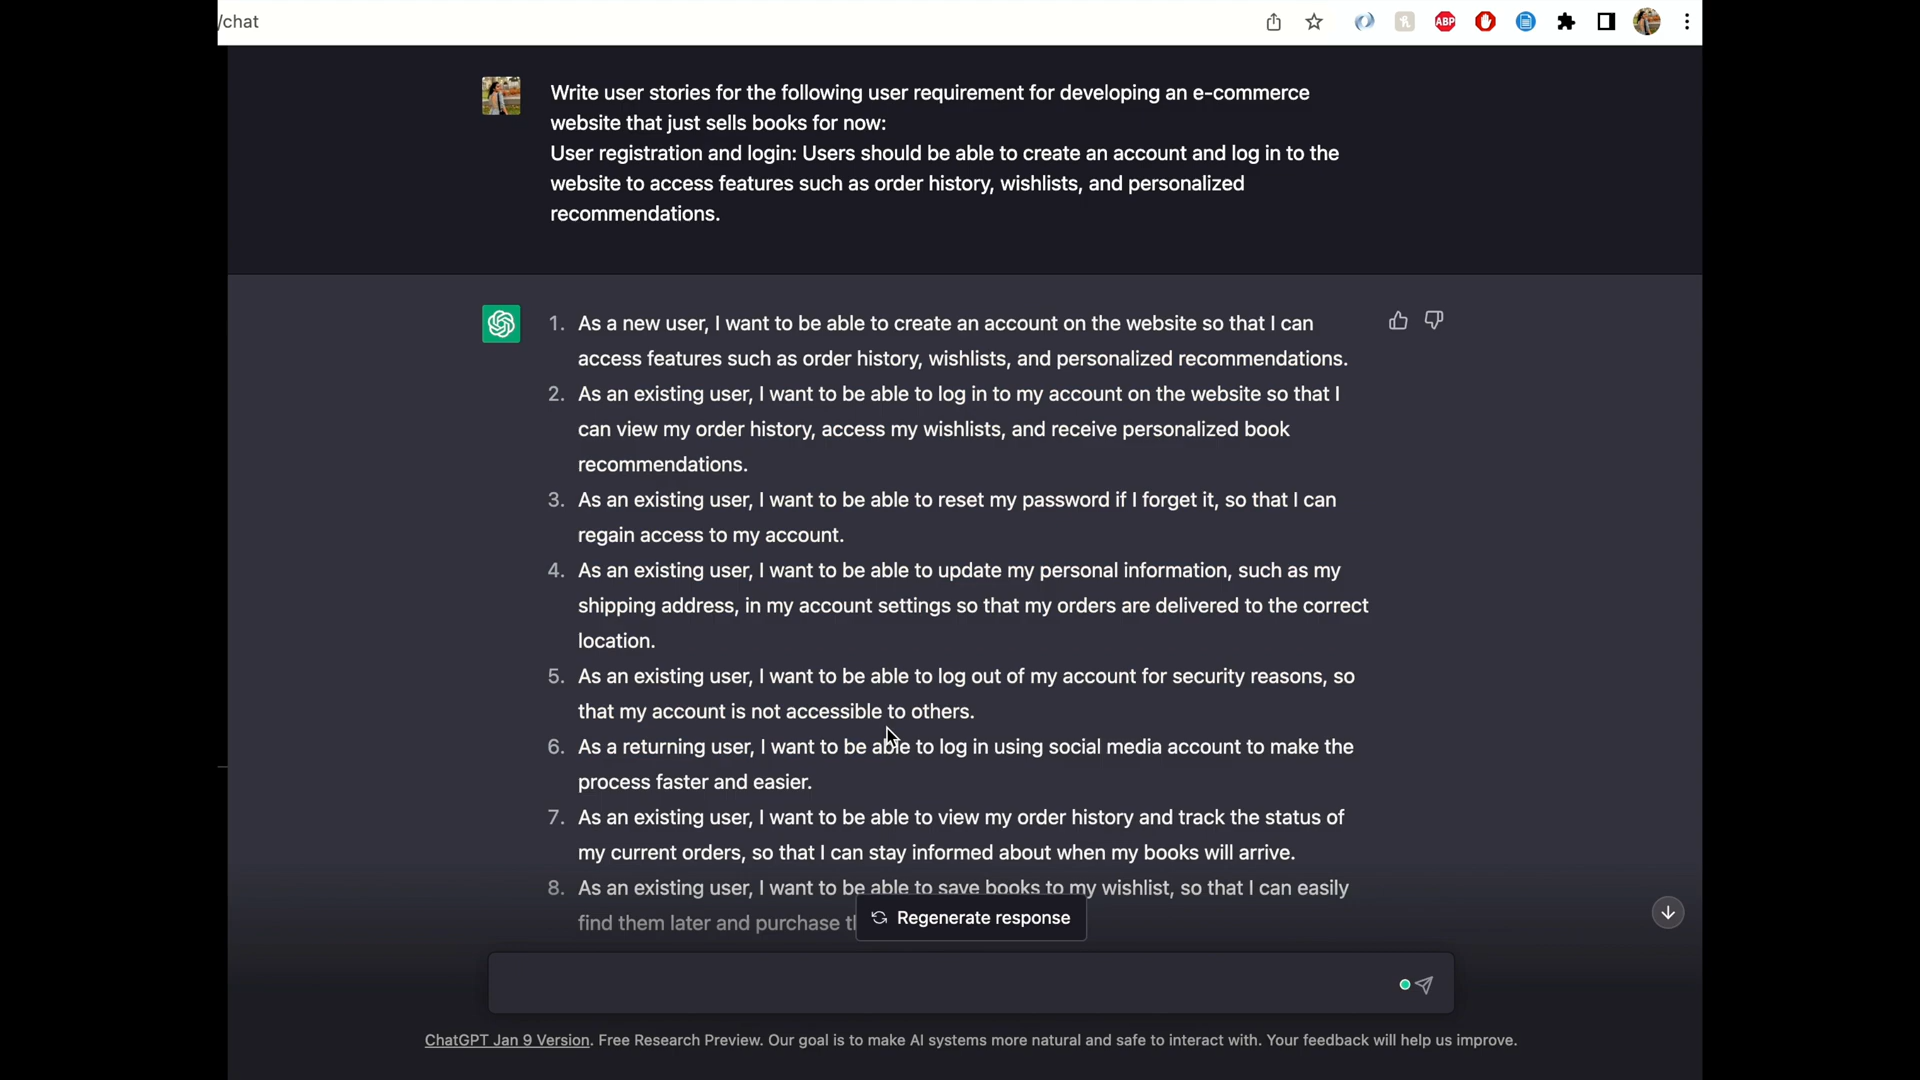 /chat
ABP
Write user stories for the following user requirement for developing an e-commerce
website that just sells books for now:
User registration and login: Users should be able to create an account and log in to the
website to access features such as order history, wishlists, and personalized
recommendations.
1. As a new user, I want to be able to create an account on the website so that I can
access features such as order history, wishlists, and personalized recommendations.
2. As an existing user, I want to be able to log in to my account on the website so that I
can view my order history, access my wishlists, and receive personalized book
recommendations.
3. As an existing user, I want to be able to reset my password if I forget it, so that I can
regain access to my account.
4. As an existing user, I want to be able to update my personal information, such as my
shipping address, in my account settings so that my orders are delivered to the correct
location.
5. As an existing user, I want to be able to log out of my account for security reasons, so
that my account is not accessible to others.
6. As a returning user, I want to be able to log in using social media account to make the
process faster and easier.
7. As an existing user, I want to be able to view my order history and track the status of
my current orders, so that I can stay informed about when my books will arrive.
8. As an existing user, I want to be able to save books to my wishlist, so that I can easily
find them later and purchase
Regenerate response
ChatGPT Jan 9 Version. Free Research Preview. Our goal is to make AI systems more natural and safe to interact with. Your feedback will help us improve.